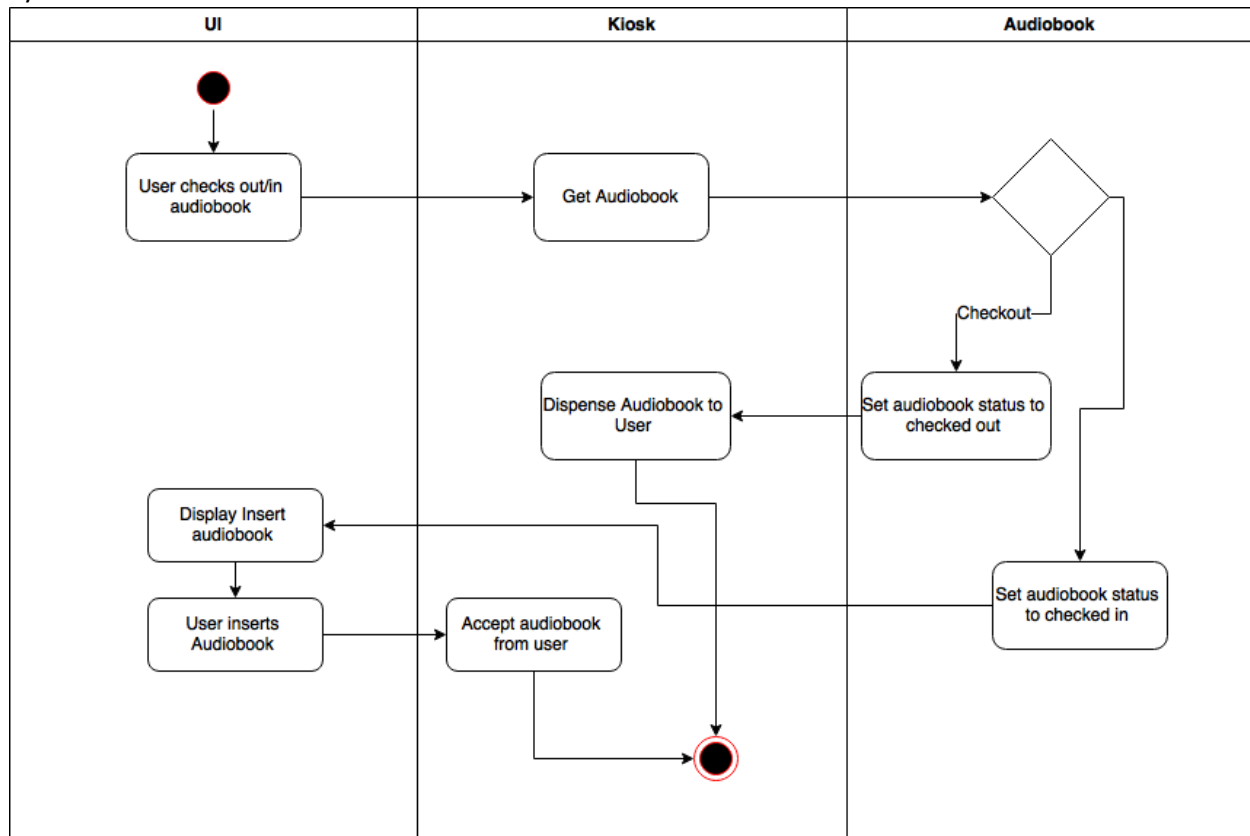 UI
Kiosk
Audiobook
User checks out/in
audiobook
Get Audiobook
Checkout
Dispense Audiobook to
User
Set audiobook status to
checked out
Display Insert
audiobook
Set audiobook status
to checked in
User inserts
Audiobook
Accept audiobook
from user